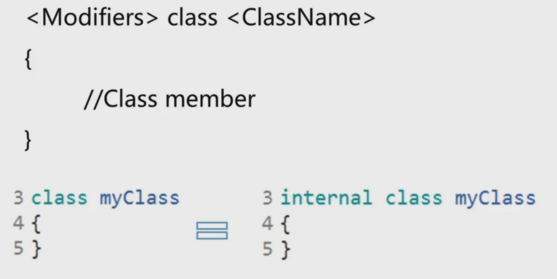 <Modifiers> class <ClassName>
{
//Class member
}
3 class myClass
4 {
5 }
3 internal class myClass
4 {
5 }